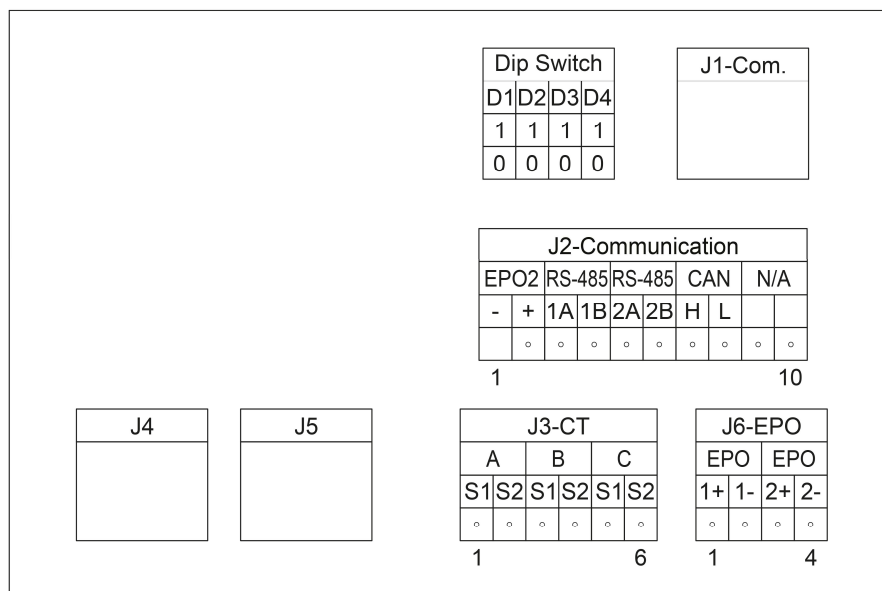 Dip Switch
D1 D2 D3 D4
1 1 1 1
0 0 0 0
J1-Com.
J2-Communication
EPO2 RS-485 RS-485 CAN N/A
- + 1A 1B 2A 2B H L
1 10
J4
J5
J3-CT
A B C
S1 S2 S1 S2 S1 S2
1 6
J6-EPO
EPO EPO
1+ 1- 2+ 2-
1 4